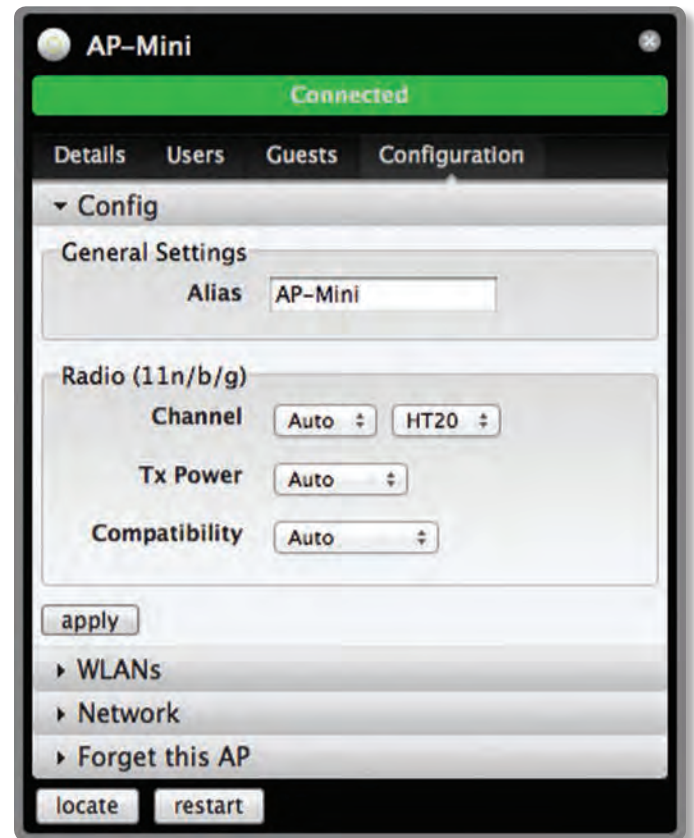 AP-Mini
Connected
Details Users Guests Configuration
Config
General Settings
Alias AP-Mini
Radio (11n/b/g)
Channel Auto HT20
Tx Power Auto
Compatibility Auto
apply
WLANs
Network
Forget this AP
locate restart